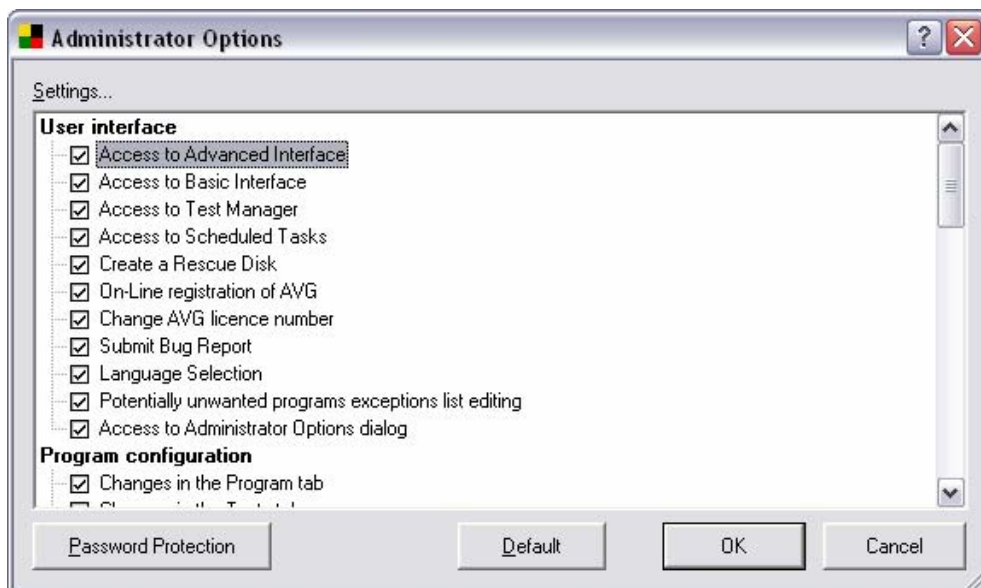 Administrator Options
Settings...
User interface
Access to Advanced Interface
Access to Basic Interface
Access to Test Manager
Access to Scheduled Tasks
Create a Rescue Disk
On-Line registration of AVG
Change AVG licence number
Submit Bug Report
Language Selection
Potentially unwanted programs exceptions list editing
Access to Administrator Options dialog
Program configuration
Changes in the Program tab
Password Protection
Default
OK
Cancel